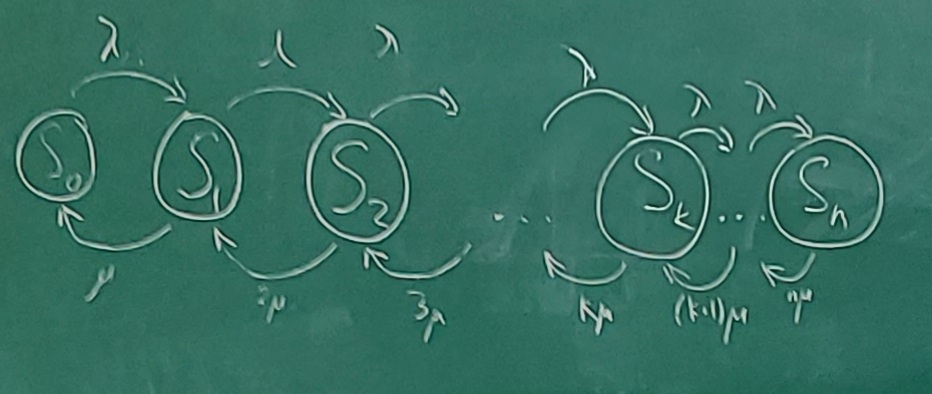 λ λ λ λ λ λ
S₀ S₁ S₂ ... Sₖ ... Sₙ
μ 2μ 3μ kμ (k+1)μ nμ